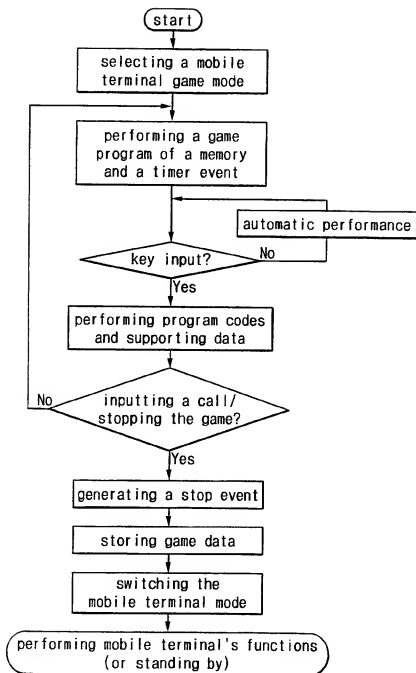 start
selecting a mobile
terminal game mode
performing a game
program of a memory
and a timer event
automatic performance
key input?
No
Yes
performing program codes
and supporting data
No
inputting a call/
stopping the game?
Yes
generating a stop event
storing game data
switching the
mobile terminal mode
performing mobile terminal's functions
(or standing by)